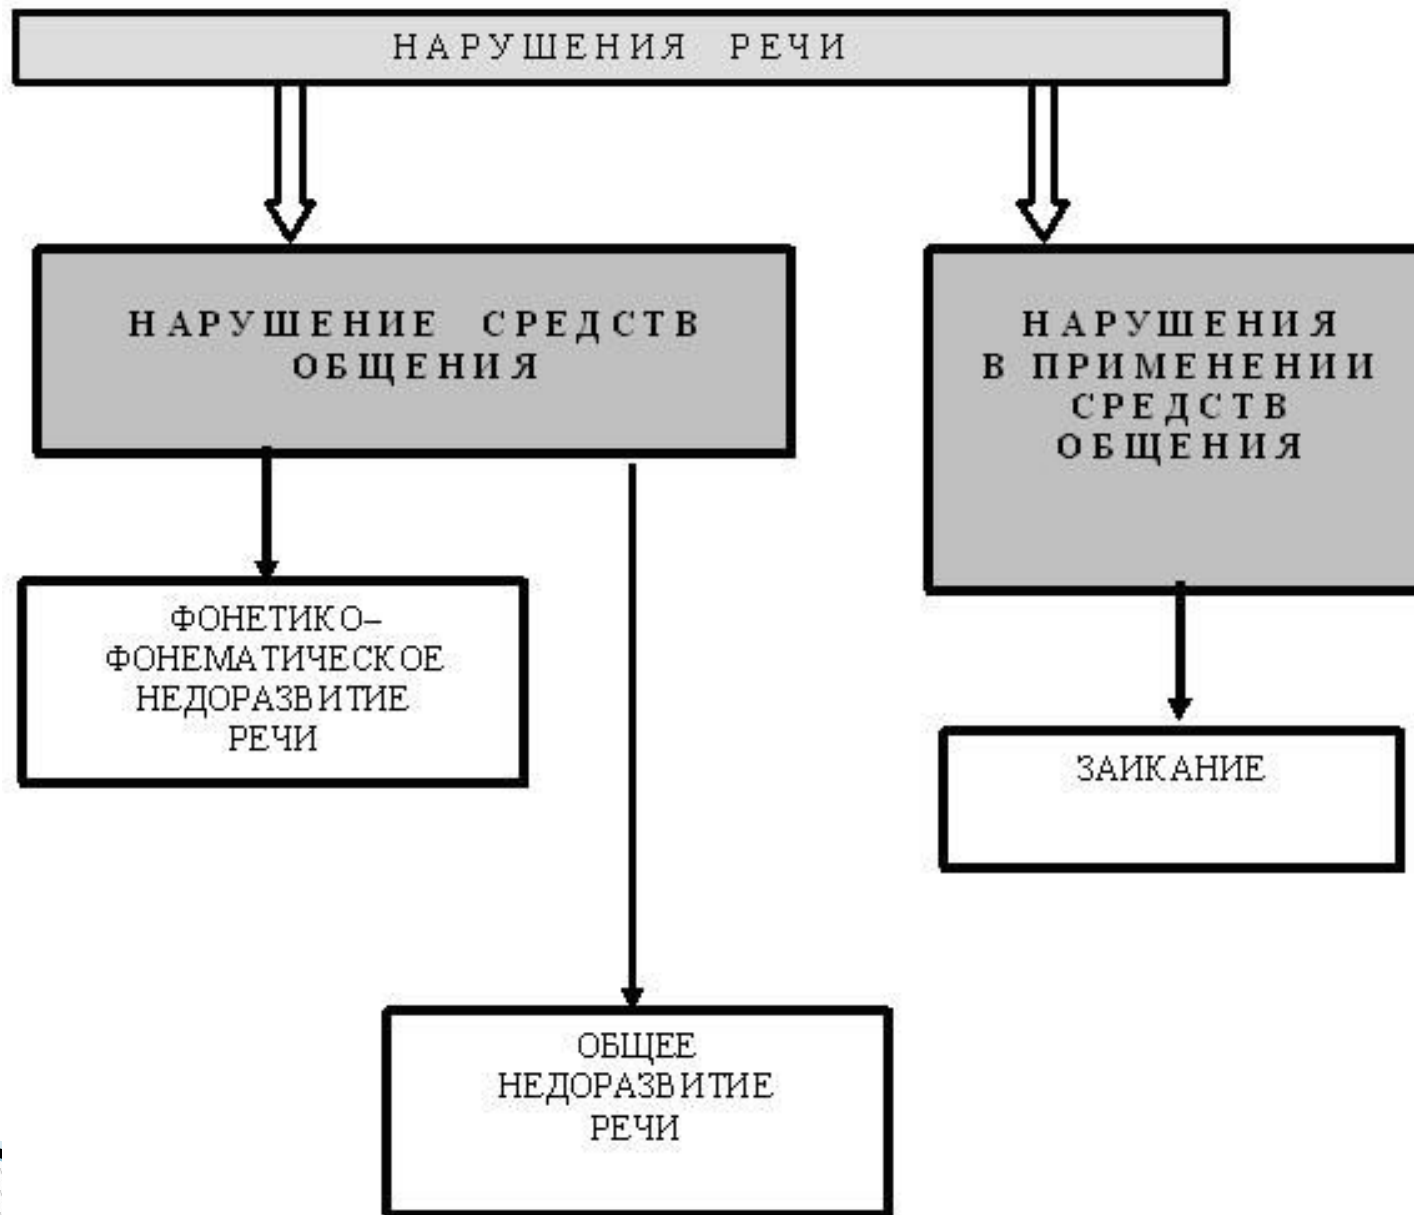 НАРУШЕНИЯ РЕЧИ
НАРУШЕНИЕ СРЕДСТВ
ОБЩЕНИЯ
НАРУШЕНИЯ
В ПРИМЕНЕНИИ
СРЕДСТВ
ОБЩЕНИЯ
ФОНЕТИКО–
ФОНЕМАТИЧЕСКОЕ
НЕДОРАЗВИТИЕ
РЕЧИ
ЗАИКАНИЕ
ОБЩЕЕ
НЕДОРАЗВИТИЕ
РЕЧИ